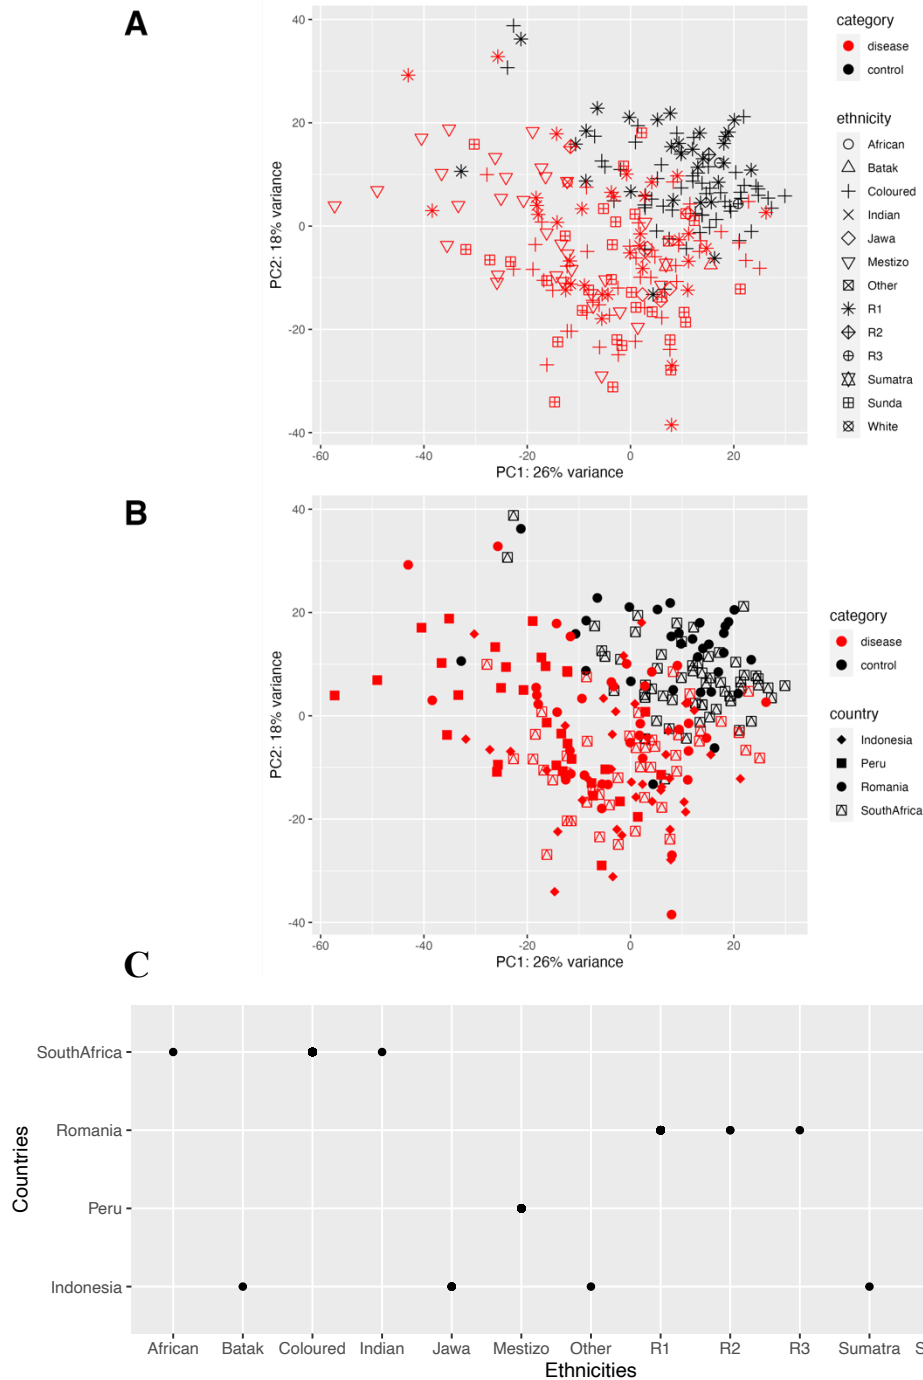 A
40
20
0
-20
-40
-60
-40
-20
0
20
PC2: 18% variance
PC1: 26% variance
category
disease
control
ethnicity
African
Batak
Coloured
Indian
Jawa
Mestizo
Other
R1
R2
R3
Sumatra
Sunda
White
B
40
20
0
-20
-40
-60
-40
-20
0
20
PC2: 18% variance
PC1: 26% variance
category
disease
control
country
Indonesia
Peru
Romania
SouthAfrica
C
SouthAfrica
Romania
Peru
Indonesia
Countries
African Batak Coloured Indian Jawa Mestizo Other R1 R2 R3 Sumatra S
Ethnicities